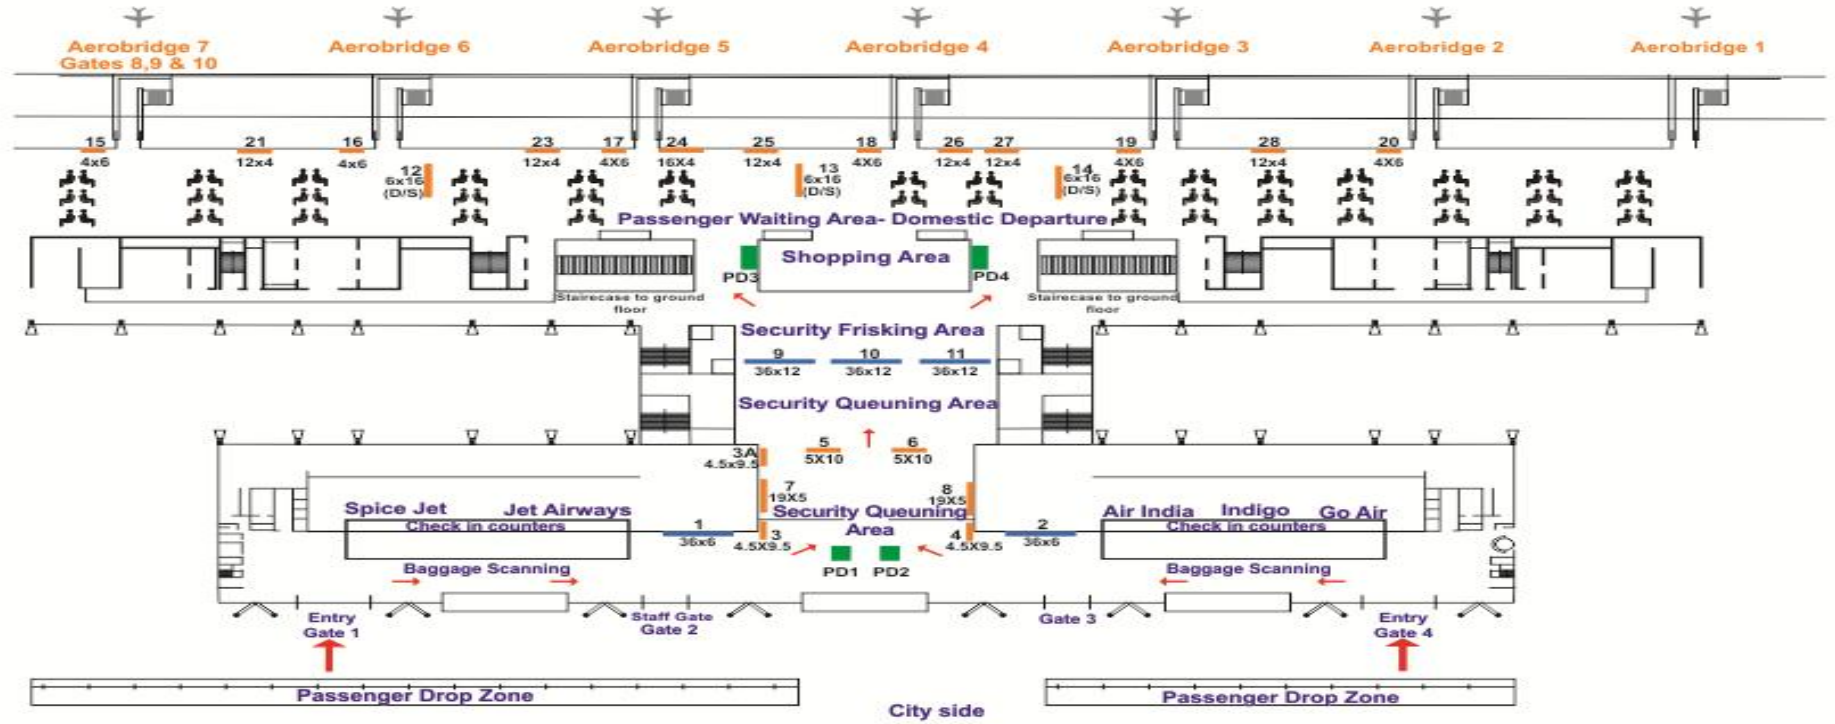 Aerobridge 7
Gates 8,9 & 10
Aerobridge 6
Aerobridge 5
Aerobridge 4
Aerobridge 3
Aerobridge 2
Aerobridge 1
15
4x6
21
12x4
16
4x6
12
6x16
(D/S)
23
12x4
17
4X6
24
16X4
25
12x4
13
6x16
(D/S)
18
4X6
26
12x4
27
12x4
14
6x16
(D/S)
19
4X6
28
12x4
20
4X6
Passenger Waiting Area- Domestic Departure
Shopping Area
PD3
PD4
Stairecase to ground
floor
Stairecase to ground
floor
Security Frisking Area
9
36x12
10
36x12
11
36x12
Security Queuning Area
3A
4.5x9.5
5
5X10
6
5X10
7
19X5
8
19X5
Spice Jet
Jet Airways
Check in counters
Security Queuning
Area
Air India
Indigo
Go Air
Check in counters
1
36x6
3
4.5X9.5
4
4.5X9.5
2
36x6
PD1
PD2
Baggage Scanning
Baggage Scanning
Entry
Gate 1
Staff Gate
Gate 2
Gate 3
Entry
Gate 4
Passenger Drop Zone
Passenger Drop Zone
City side